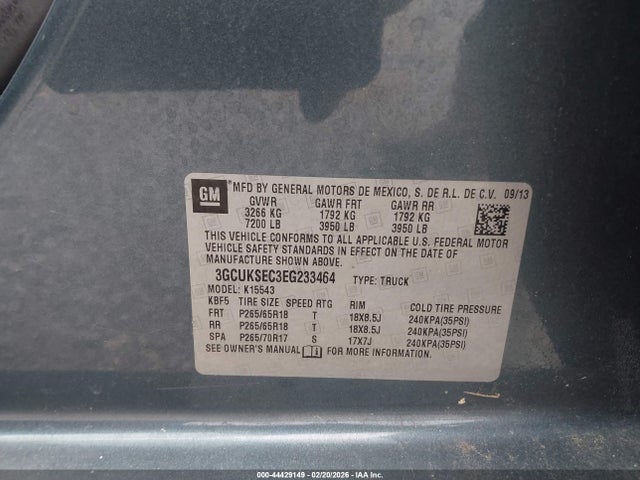 GM
MFD BY GENERAL MOTORS DE MEXICO, S. DE R.L. DE C.V. 09/13
GVWR GAWR FRT GAWR RR
3266 KG 1792 KG 1792 KG
7200 LB 3950 LB 3950 LB
THIS VEHICLE CONFORMS TO ALL APPLICABLE U.S. FEDERAL MOTOR
VEHICLE SAFETY STANDARDS IN EFFECT ON THE DATE OF
MANUFACTURE SHOWN ABOVE.
3GCUKSEC3EG233464 TYPE: TRUCK
MODEL: K15543
KBF5 TIRE SIZE SPEED RTG RIM COLD TIRE PRESSURE
FRT P265/65R18 T 18X8.5J 240KPA(35PSI)
RR P265/65R18 T 18X8.5J 240KPA(35PSI)
SPA P265/70R17 S 17X7J 240KPA(35PSI)
SEE OWNER'S MANUAL FOR MORE INFORMATION.
000-44429149 - 02/20/2026 - IAAI.com